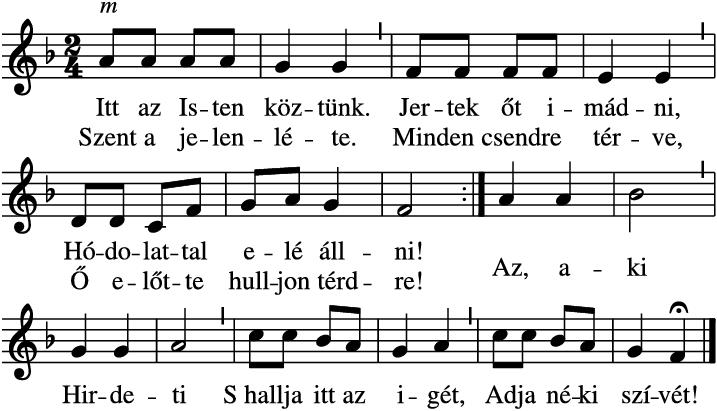 m
2 4
Itt az Is – ten köz – tünk. Jer – tek őt i – mád – ni,
Szent a je – len – lé – te. Minden csendre tér – ve,
Hó – do – lat – tal e – lé áll – ni!
Ő e – lőt – te hull – jon térd – re!
Az, a – ki
Hir – de – ti S hallja itt az i – gét, Adja né – ki szí – vét!